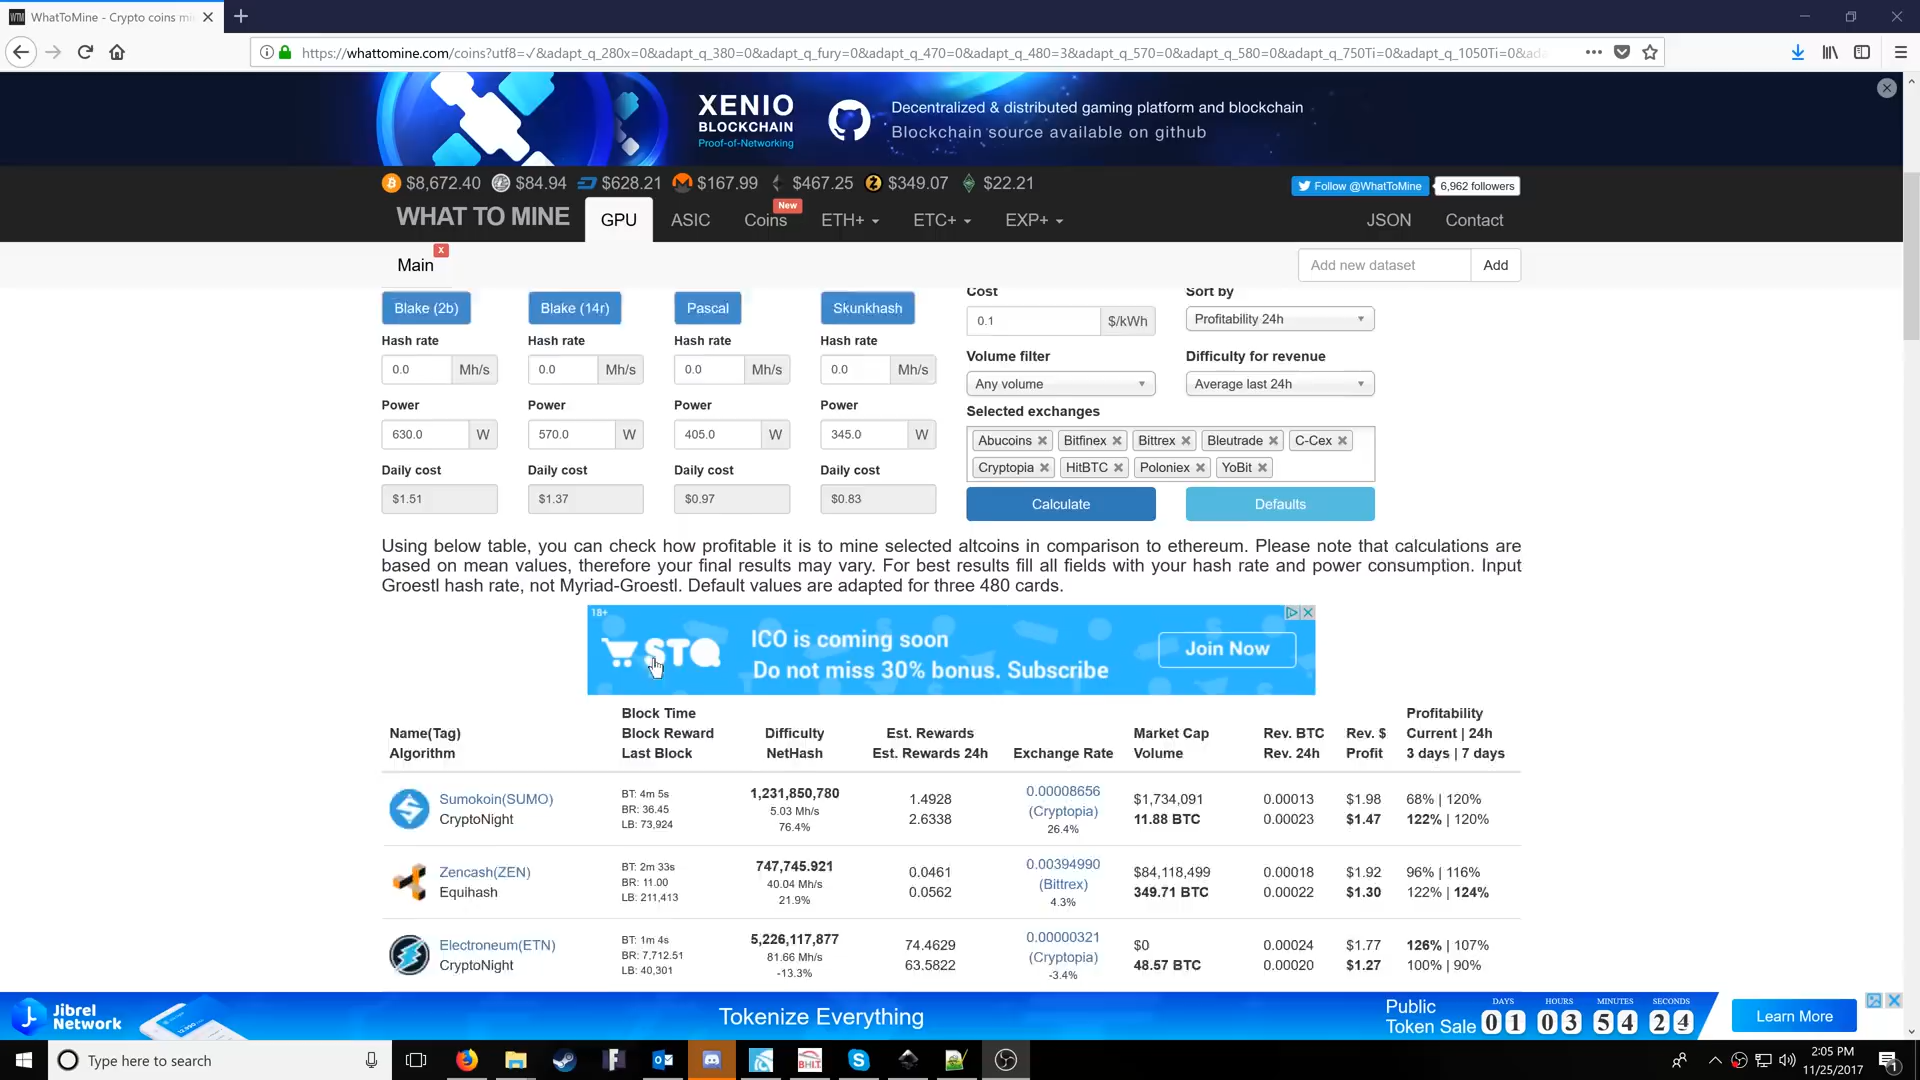 WhatToMine - Crypto coins mi
https://whattomine.com/coins?utf8=✓&adapt_q_280x=0&adapt_q_380=0&adapt_q_fury=0&adapt_q_470=0&adapt_q_480=3&adapt_q_570=0&adapt_q_580=0&adapt_q_750Ti=0&adapt_q_1050Ti=0&ada
XENIO
BLOCKCHAIN
Proof-of-Networking
Decentralized & distributed gaming platform and blockchain
Blockchain source available on github
$8,672.40 $84.94 $628.21 $167.99 $467.25 $349.07 $22.21
Follow @WhatToMine 6,962 followers
WHAT TO MINE GPU ASIC Coins New ETH+ ETC+ EXP+ JSON Contact
Main x Add new dataset Add
Blake (2b) Blake (14r) Pascal Skunkhash Cost Sort by
0.1 $/kWh Profitability 24h
Hash rate Hash rate Hash rate Hash rate Volume filter Difficulty for revenue
0.0 Mh/s 0.0 Mh/s 0.0 Mh/s 0.0 Mh/s Any volume Average last 24h
Power Power Power Power Selected exchanges
630.0 W 570.0 W 405.0 W 345.0 W Abucoins Bitfinex Bittrex Bleutrade C-Cex
Cryptopia HitBTC Poloniex YoBit
Daily cost Daily cost Daily cost Daily cost
$1.51 $1.37 $0.97 $0.83 Calculate Defaults
Using below table, you can check how profitable it is to mine selected altcoins in comparison to ethereum. Please note that calculations are
based on mean values, therefore your final results may vary. For best results fill all fields with your hash rate and power consumption. Input
Groestl hash rate, not Myriad-Groestl. Default values are adapted for three 480 cards.
18+
STQ
ICO is coming soon
Do not miss 30% bonus. Subscribe
Join Now
Name(Tag)
Algorithm
Block Time
Block Reward
Last Block
Difficulty
NetHash
Est. Rewards
Est. Rewards 24h
Exchange Rate
Market Cap
Volume
Rev. BTC
Rev. 24h
Rev. $
Profit
Profitability
Current | 24h
3 days | 7 days
Sumokoin(SUMO)
CryptoNight
BT: 4m 5s
BR: 36.45
LB: 73,924
1,231,850,780
5.03 Mh/s
76.4%
1.4928
2.6338
0.00008656
(Cryptopia)
26.4%
$1,734,091
11.88 BTC
0.00013
0.00023
$1.98
$1.47
68% | 120%
122% | 120%
Zencash(ZEN)
Equihash
BT: 2m 33s
BR: 11.00
LB: 211,413
747,745.921
40.04 Mh/s
21.9%
0.0461
0.0562
0.00394990
(Bittrex)
4.3%
$84,118,499
349.71 BTC
0.00018
0.00022
$1.92
$1.30
96% | 116%
122% | 124%
Electroneum(ETN)
CryptoNight
BT: 1m 4s
BR: 7,712.51
LB: 40,301
5,226,117,877
81.66 Mh/s
-13.3%
74.4629
63.5822
0.00000321
(Cryptopia)
-3.4%
$0
48.57 BTC
0.00024
0.00020
$1.77
$1.27
126% | 107%
100% | 90%
Jibrel
Network
Tokenize Everything
Public
Token Sale
DAYS HOURS MINUTES SECONDS
01 03 54 24
Learn More
Type here to search
2:05 PM
11/25/2017